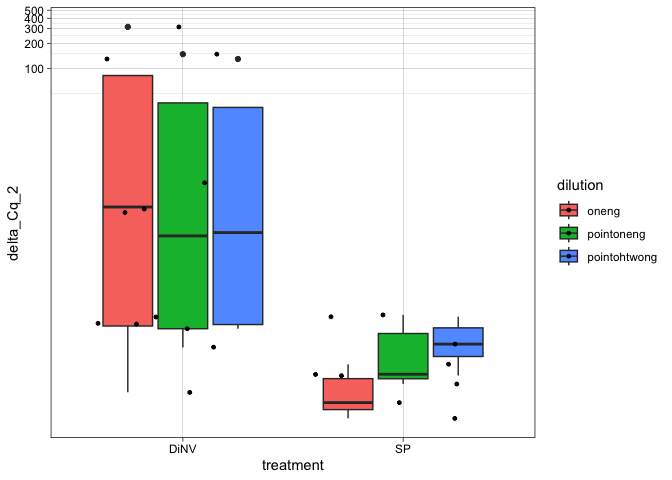 500
400
300
200
100
delta_Cq_2
DiNV
SP
treatment
dilution
oneng
pointoneng
pointohtwong